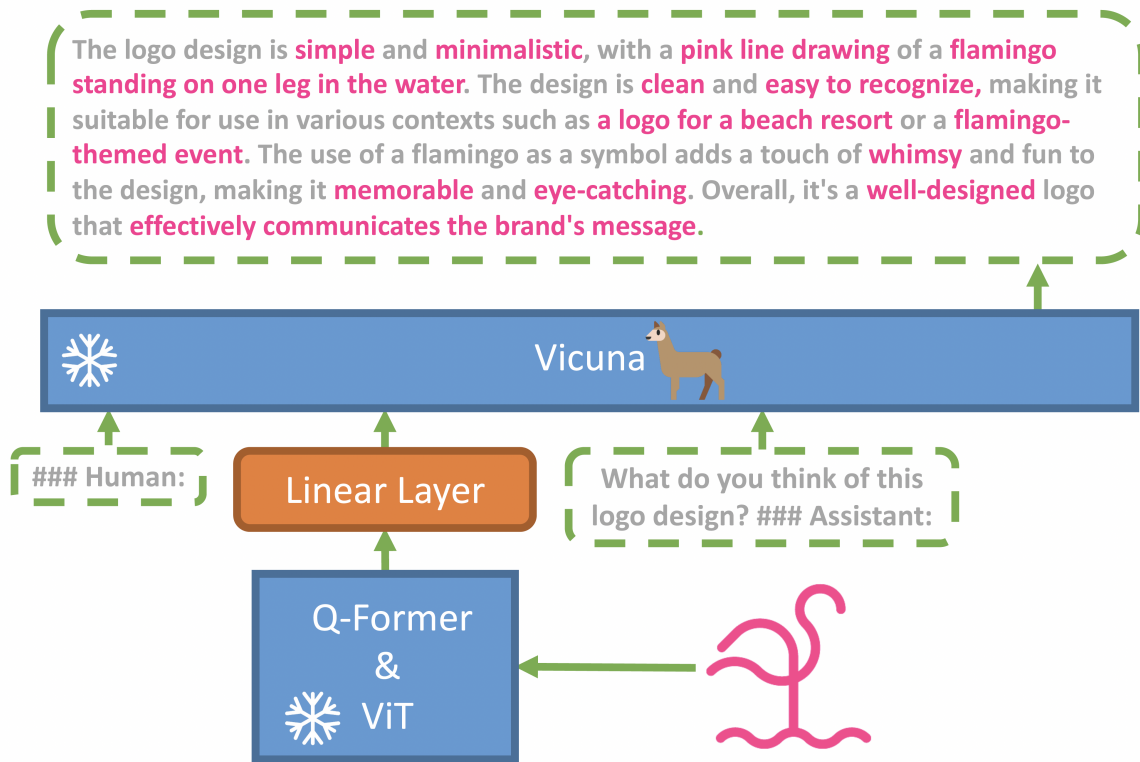 The logo design is simple and minimalistic, with a pink line drawing of a flamingo
standing on one leg in the water. The design is clean and easy to recognize, making it
suitable for use in various contexts such as a logo for a beach resort or a flamingo-
themed event. The use of a flamingo as a symbol adds a touch of whimsy and fun to
the design, making it memorable and eye-catching. Overall, it's a well-designed logo
that effectively communicates the brand's message.
Vicuna
### Human:
Linear Layer
What do you think of this
logo design? ### Assistant:
Q-Former
&
ViT